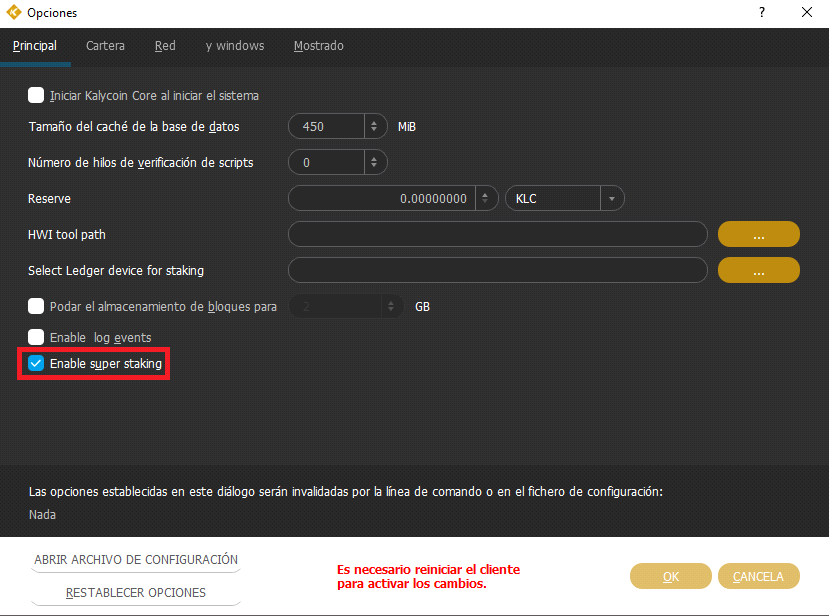 Opciones
?
Principal Cartera Red y windows Mostrado
Iniciar Kalycoin Core al iniciar el sistema
Tamaño del caché de la base de datos 450 MiB
Número de hilos de verificación de scripts 0
Reserve 0.00000000 KLC
HWI tool path ...
Select Ledger device for staking ...
Podar el almacenamiento de bloques para 2 GB
Enable log events
Enable super staking
Las opciones establecidas en este diálogo serán invalidadas por la línea de comando o en el fichero de configuración:
Nada
ABRIR ARCHIVO DE CONFIGURACIÓN
RESTABLECER OPCIONES
Es necesario reiniciar el cliente
para activar los cambios.
OK CANCELA